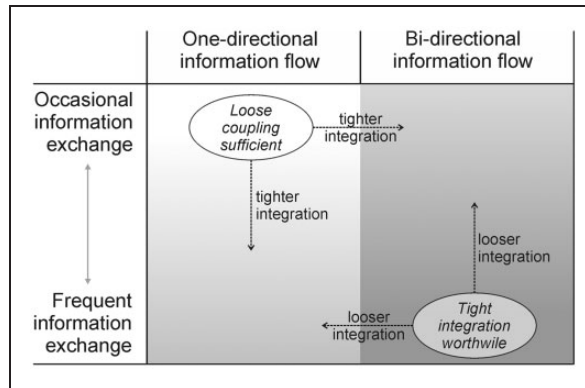 One-directional
information flow
Bi-directional
information flow
Occasional
information
exchange
Loose
coupling
sufficient
tighter
integration
tighter
integration
looser
integration
Frequent
information
exchange
looser
integration
Tight
integration
worthwile